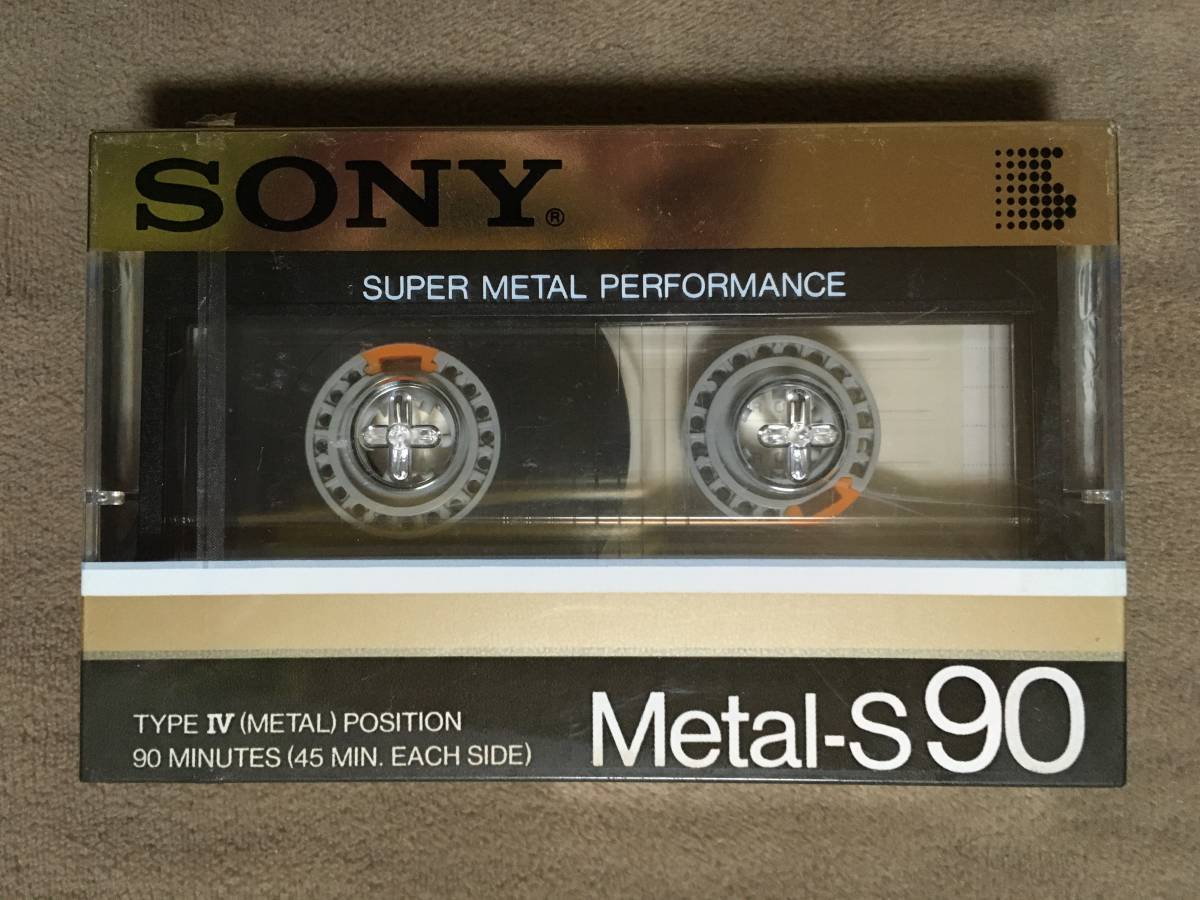 SONY®
SUPER METAL PERFORMANCE
TYPE IV (METAL) POSITION
90 MINUTES (45 MIN. EACH SIDE)
Metal-S 90